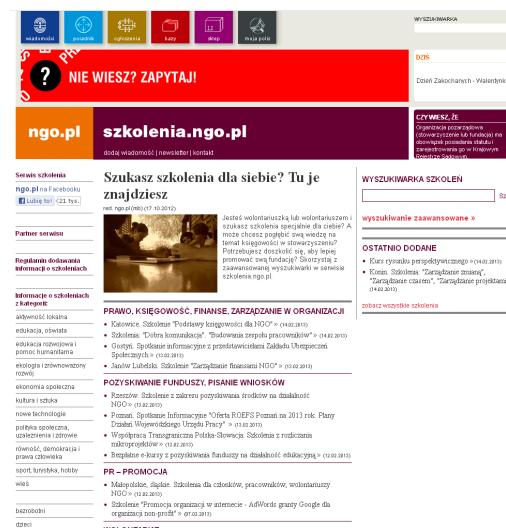 wiadomości
poradnik
ogłoszenia
bazy
sklep
moja polis
WYSZUKIWARKA
NIE WIESZ? ZAPYTAJ!
DZIŚ
Dzień Zakochanych - Walentynk
ngo.pl
szkolenia.ngo.pl
dodaj wiadomość | newsletter | kontakt
CZY WIESZ, ŻE
Organizacja pozarządowa
(stowarzyszenie lub fundacja) ma
obowiązek posiadania statutu i
zarejestrowania go w Krajowym
Rejestrze Sądowym.
Serwis szkolenia
ngo.pl na Facebooku
Lubię to! 21 tys.
Partner serwisu
Regulamin dodawania
informacji o szkoleniach
Informacje o szkoleniach
z kategorii:
aktywność lokalna
edukacja, oświata
edukacja rozwojowa i
pomoc humanitarna
ekologia i zrównoważony
rozwój
ekonomia społeczna
kultura i sztuka
nowe technologie
polityka społeczna,
uzależnienia i zdrowie
równość, demokracja i
prawa człowieka
sport, turystyka, hobby
wieś
bezrobotni
dzieci
Szukasz szkolenia dla siebie? Tu je
znajdziesz
red. ngo.pl (mb) (17.10.2012)
Jesteś wolontariuszką lub wolontariuszem i
szukasz szkolenia specjalnie dla ciebie? A
może chcesz pogłębić swą wiedzę na
temat księgowości w stowarzyszeniu?
Potrzebujesz doszkolić się, aby lepiej
promować swą fundację? Skorzystaj z
zaawansowanej wyszukiwarki w serwisie
szkolenia.ngo.pl.
PRAWO, KSIĘGOWOŚĆ, FINANSE, ZARZĄDZANIE W ORGANIZACJI
• Katowice. Szkolenie "Podstawy księgowości dla NGO » (14.02.2013)
• Szkolenia: "Dobra komunikacja". "Budowania zespołu pracowników" » (14.02.2013)
• Gostyń. Spotkanie informacyjne z przedstawicielami Zakładu Ubezpieczeń
Społecznych » (13.02.2013)
• Janów Lubelski. Szkolenie "Zarządzanie finansami NGO" » (13.02.2013)
POZYSKIWANIE FUNDUSZY, PISANIE WNIOSKÓW
• Rzeszów. Szkolenie z zakresu pozyskiwania środków na działalność
NGO » (13.02.2013)
• Poznań. Spotkanie Informacyjne "Oferta ROEFS Poznań na 2013 rok. Plany
Działań Wojewódzkiego Urzędu Pracy" » (13.02.2013)
• Współpraca Transgraniczna Polska-Słowacja: Szkolenia z rozliczania
mikroprojektów » (12.02.2013)
• Bezpłatne e-kursy z pozyskiwania funduszy na działalność edukacyjną » (12.02.2013)
PR – PROMOCJA
• Małopolskie, śląskie. Szkolenia dla członków, pracowników, wolontariuszy
NGO » (12.02.2013)
• Szkolenie "Promocja organizacji w internecie - AdWords granty Google dla
organizacji non-profit" » (07.02.2013)
WYSZUKIWARKA SZKOLEŃ
Sz
wyszukiwanie zaawansowane »
OSTATNIO DODANE
• Kurs rysunku perspektywicznego » (14.02.2013)
• Konin. Szkolenia: "Zarządzanie zmianą",
"Zarządzanie czasem", "Zarządzanie projektami
(14.02.2013)
zobacz wszystkie szkolenia